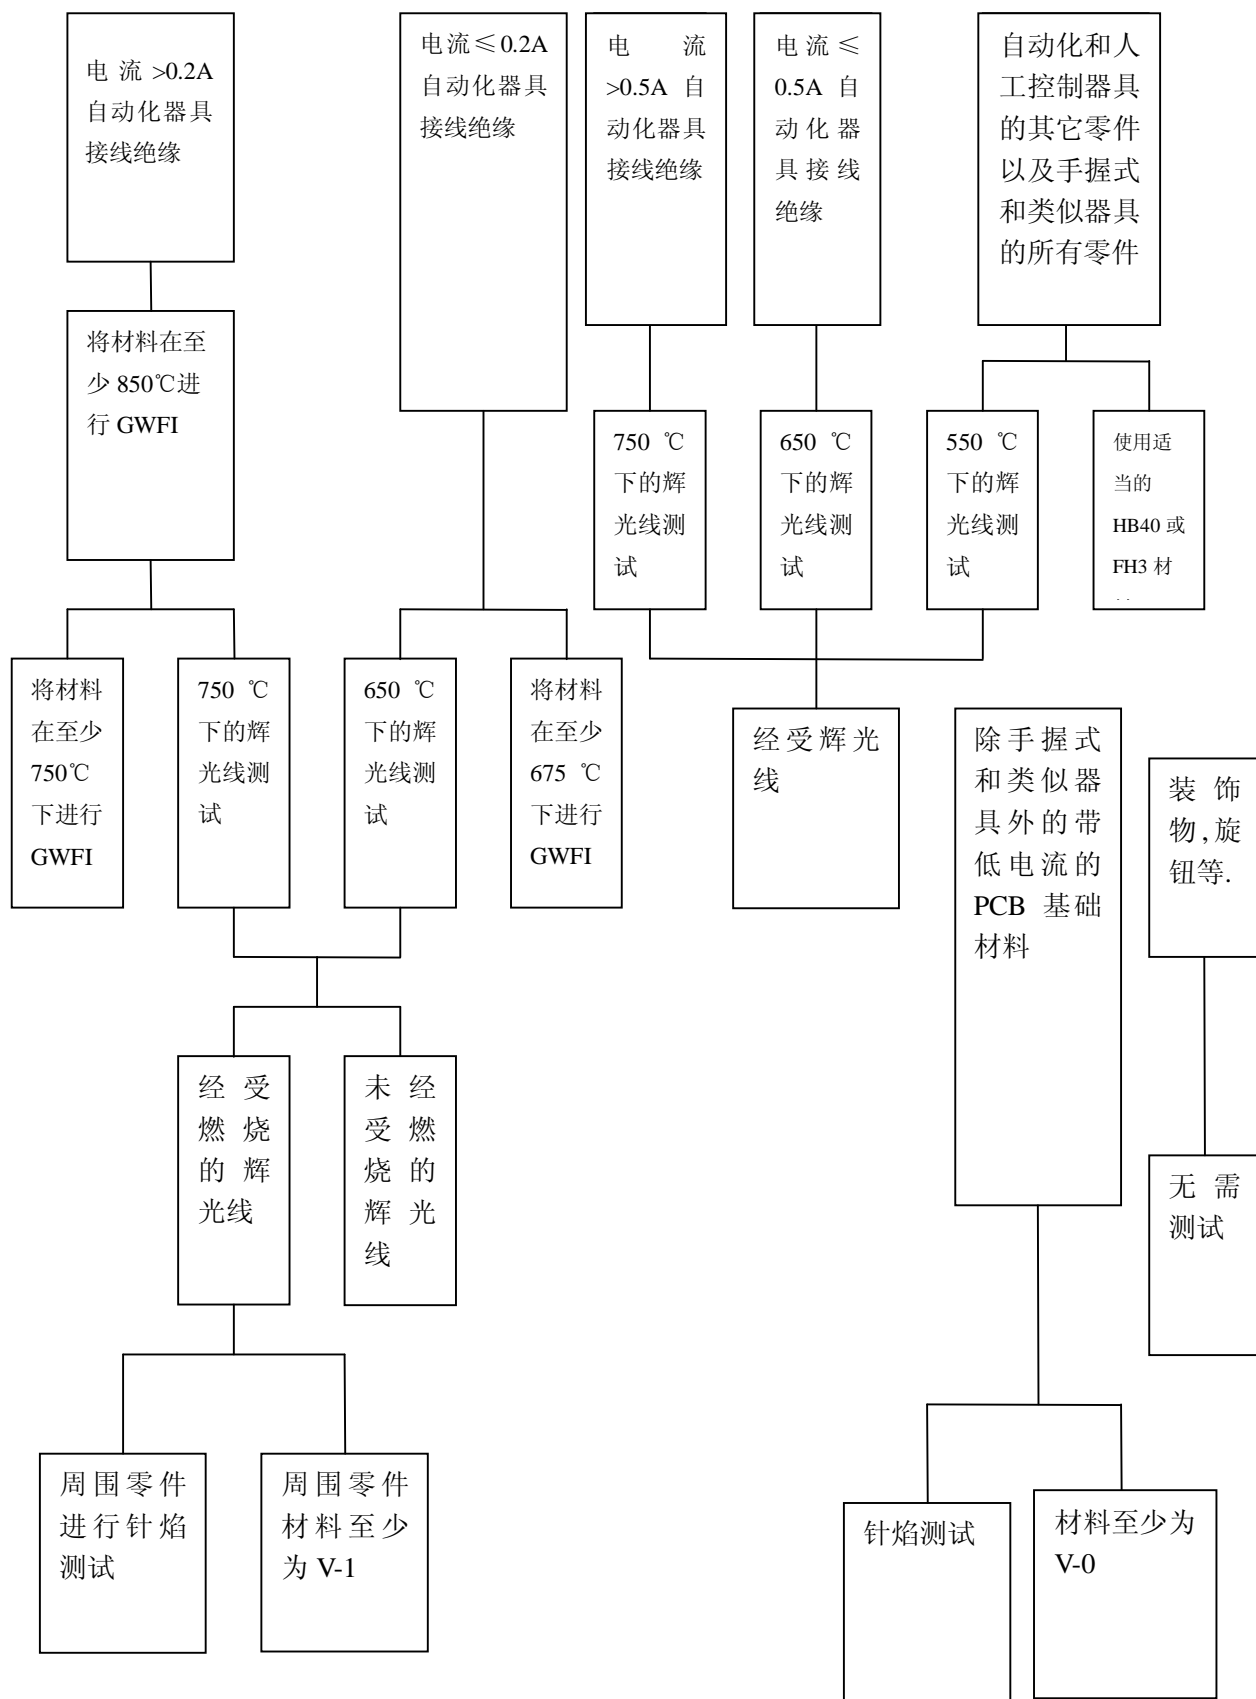 电流>0.2A
自动化器具
接线绝缘
电流≤0.2A
自动化器具
接线绝缘
电流
>0.5A 自
动化器具
接线绝缘
电流≤
0.5A 自
动化器
具接线
绝缘
自动化和人
工控制器具
的其它零件
以及手握式
和类似器具
的所有零件
将材料在至
少 850℃进
行 GWFI
750 ℃
下的辉
光线测
试
650 ℃
下的辉
光线测
试
550 ℃
下的辉
光线测
试
使用适
当的
HB40 或
FH3 材
将材料
在至少
750℃
下进行
GWFI
750 ℃
下的辉
光线测
试
650 ℃
下的辉
光线测
试
将材料
在至少
675 ℃
下进行
GWFI
经受辉光
线
除手握式
和类似器
具外的带
低电流的
PCB 基础
材料
装饰
物,旋
钮等.
经受
燃烧
的辉
光线
未经
受燃
烧的
辉光
线
无需
测试
周围零件
进行针焰
测试
周围零件
材料至少
为 V-1
针焰测试
材料至少为
V-0